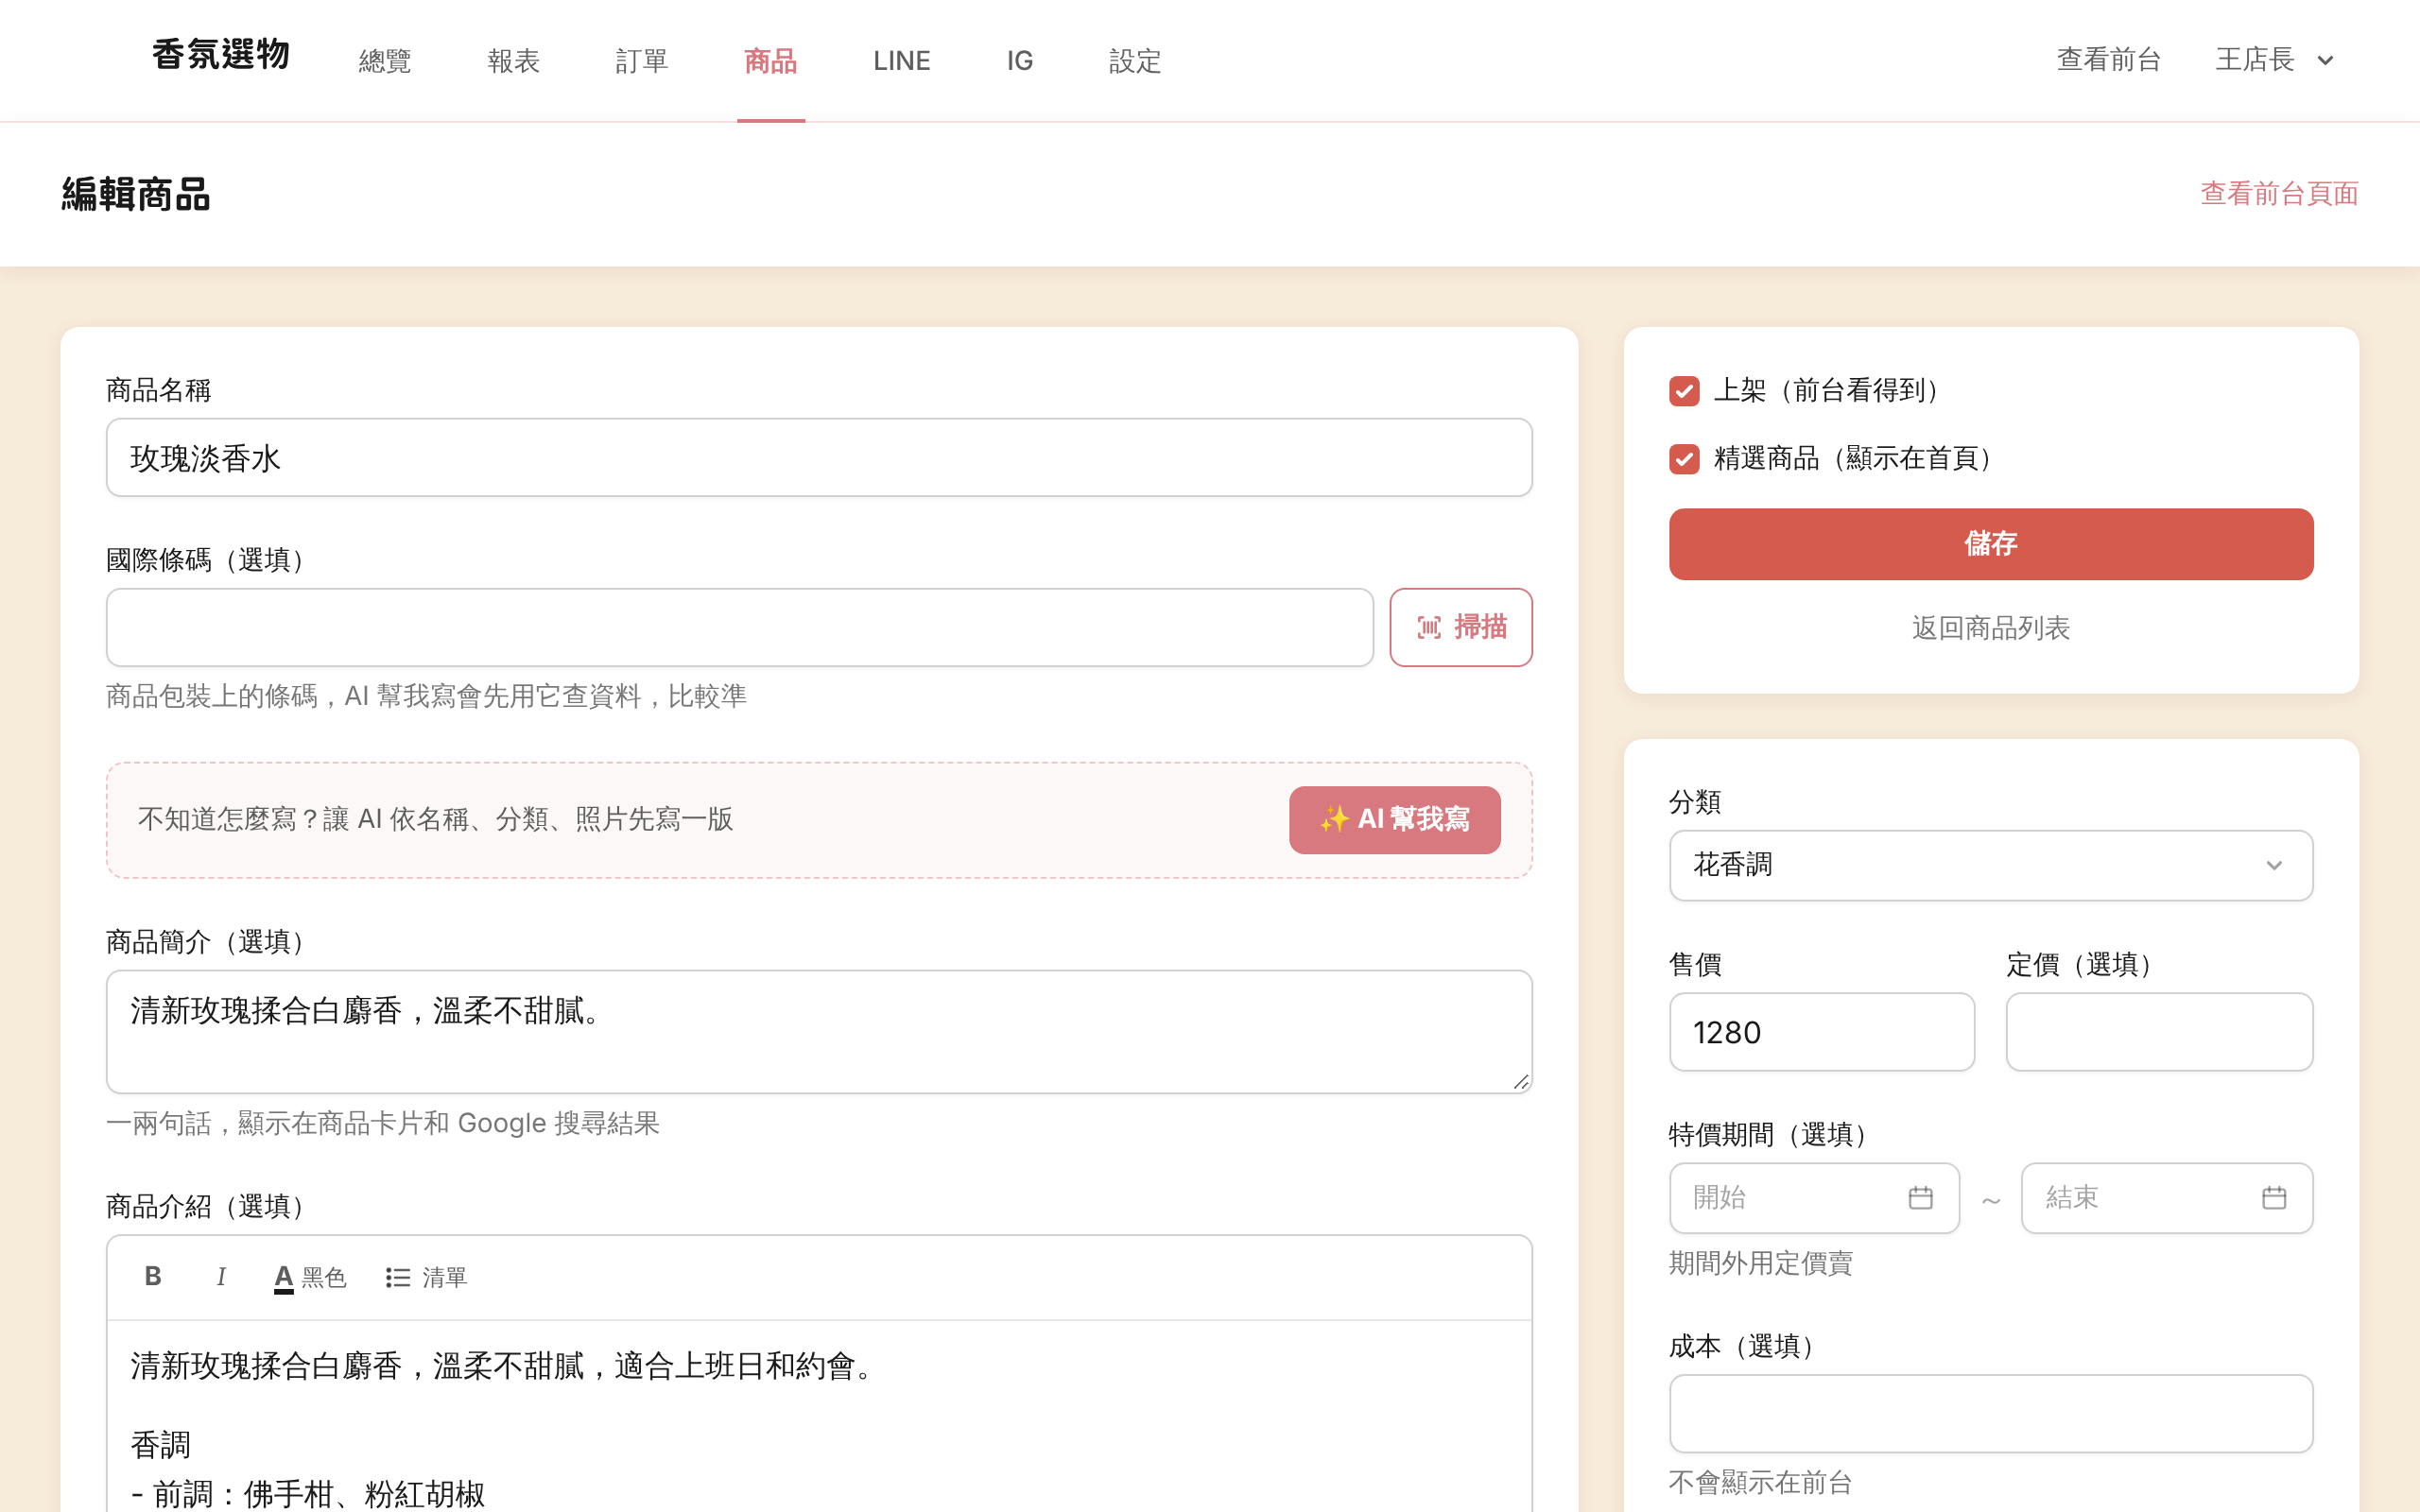 香氛選物 總覽 報表 訂單 商品 LINE IG 設定 查看前台 王店長
編輯商品 查看前台頁面
商品名稱
玫瑰淡香水
國際條碼（選填）
掃描
商品包裝上的條碼，AI 幫我寫會先用它查資料，比較準
不知道怎麼寫？讓 AI 依名稱、分類、照片先寫一版 ✨ AI 幫我寫
商品簡介（選填）
清新玫瑰揉合白麝香，溫柔不甜膩。
一兩句話，顯示在商品卡片和 Google 搜尋結果
商品介紹（選填）
B I A 黑色 清單
清新玫瑰揉合白麝香，溫柔不甜膩，適合上班日和約會。
香調
- 前調：佛手柑、粉紅胡椒
上架（前台看得到）
精選商品（顯示在首頁）
儲存
返回商品列表
分類
花香調
售價 定價（選填）
1280
特價期間（選填）
開始 ～ 結束
期間外用定價賣
成本（選填）
不會顯示在前台